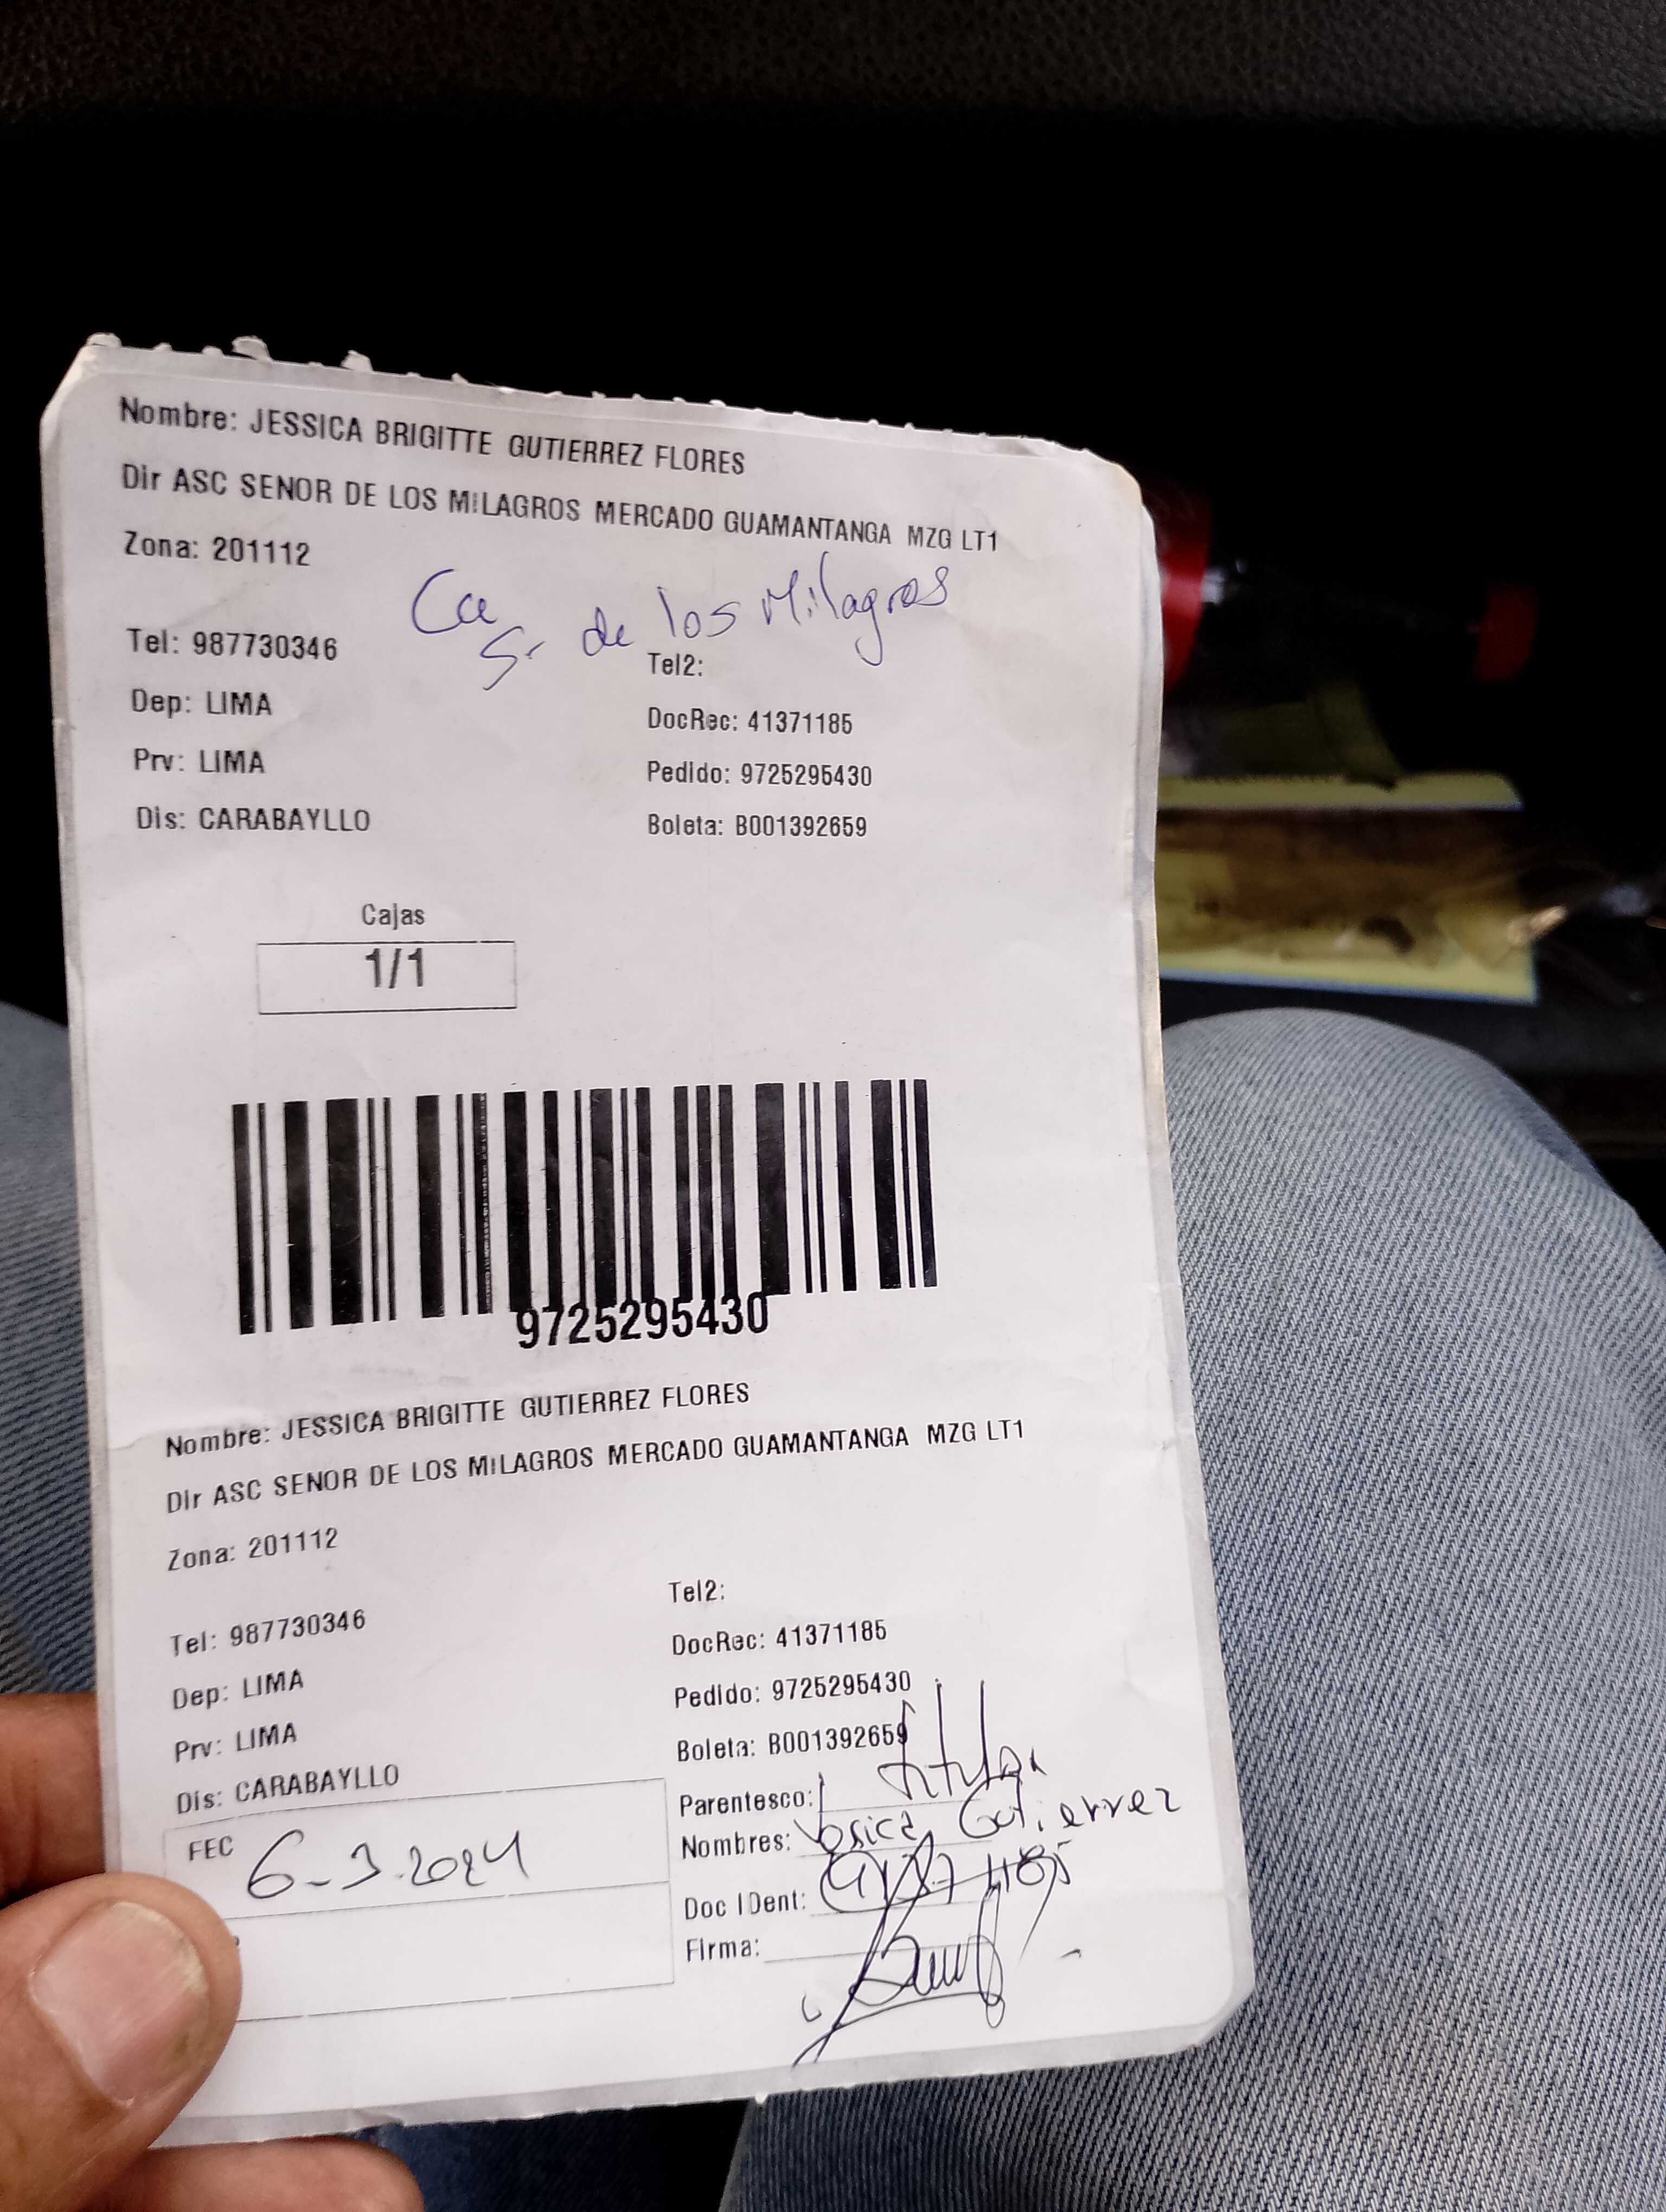 Nombre: JESSICA BRIGITTE GUTIERREZ FLORES
Dir ASC SENOR DE LOS MILAGROS MERCADO GUAMANTANGA MZG LT1
Zona: 201112
Ca
Sr de los Milagros
Tel: 987730346 Tel2:
Dep: LIMA DocRec: 41371185
Prv: LIMA Pedido: 9725295430
Dis: CARABAYLLO Boleta: B001392659
Cajas
1/1
9725295430
Nombre: JESSICA BRIGITTE GUTIERREZ FLORES
Dir ASC SENOR DE LOS MILAGROS MERCADO GUAMANTANGA MZG LT1
Zona: 201112
Tel: 987730346 Tel2:
Dep: LIMA DocRec: 41371185
Prv: LIMA Pedido: 9725295430
Dis: CARABAYLLO Boleta: B001392659
Parentesco: titular
FEC 6-3.2024 Nombres: Gutierrez
Doc IDent: 41371185
Firma: